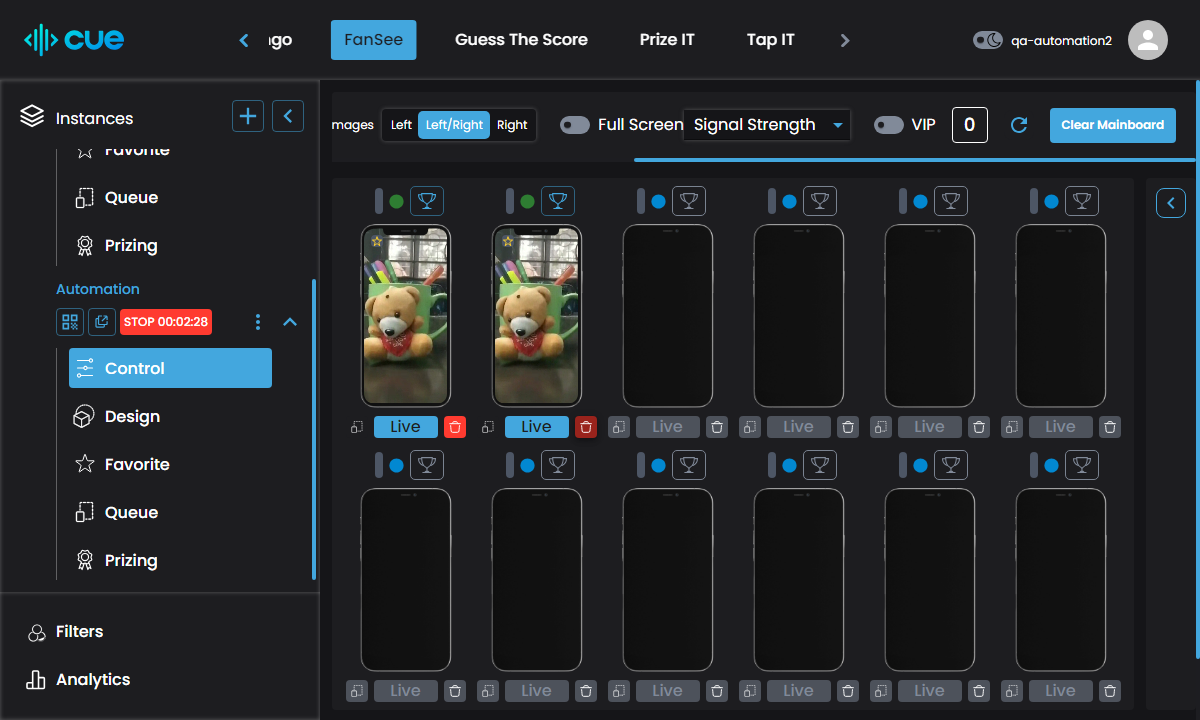 cue
ngo
FanSee
Guess The Score
Prize IT
Tap IT
qa-automation2
Instances
Favorite
Queue
Prizing
Automation
STOP 00:02:28
Control
Design
Favorite
Queue
Prizing
Filters
Analytics
mages
Left
Left/Right
Right
Full Screen
Signal Strength
VIP
0
Clear Mainboard
Live
Live
Live
Live
Live
Live
Live
Live
Live
Live
Live
Live